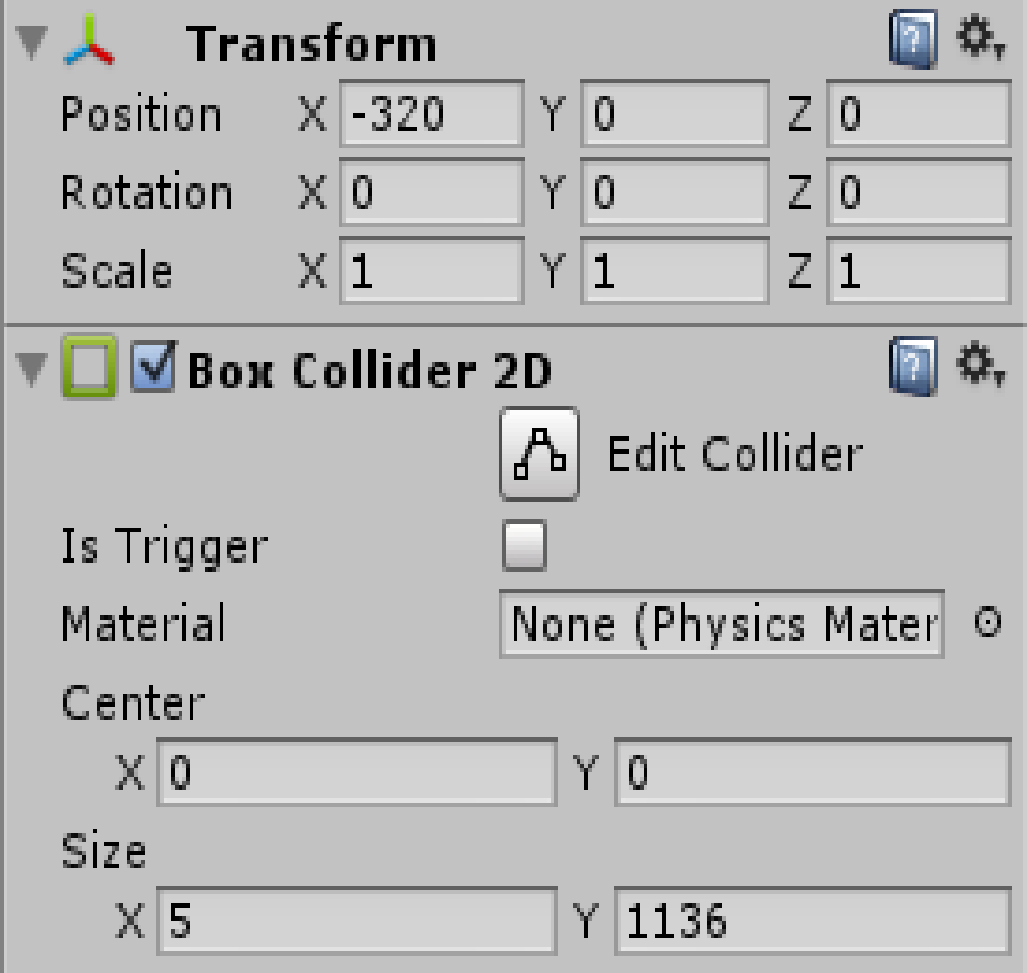 Transform
Position X -320 Y 0 Z 0
Rotation X 0 Y 0 Z 0
Scale X 1 Y 1 Z 1
Box Collider 2D
Edit Collider
Is Trigger
Material None (Physics Mater
Center
X 0 Y 0
Size
X 5 Y 1136